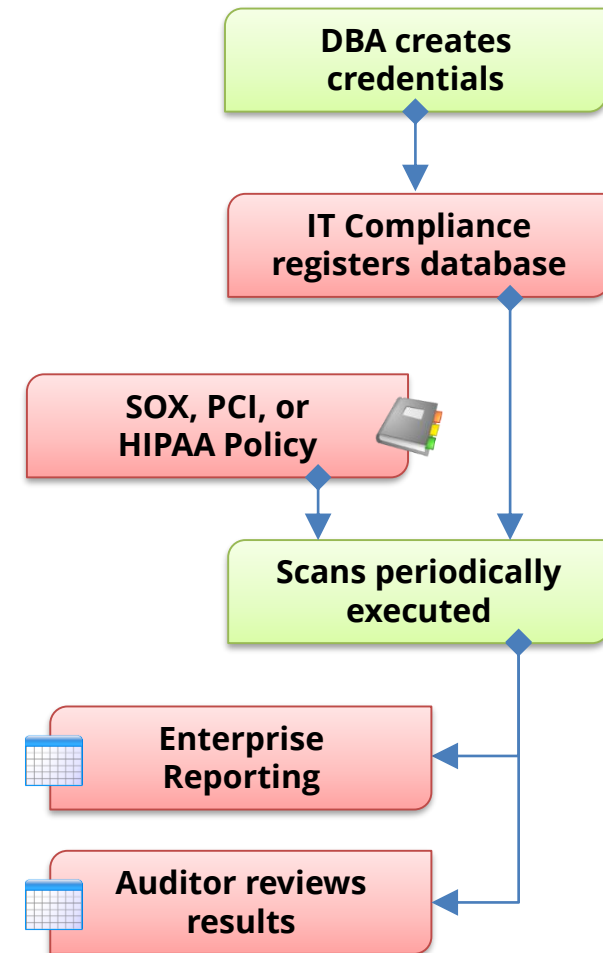 DBA creates
credentials
IT Compliance
registers database
SOX, PCI, or
HIPAA Policy
Scans periodically
executed
Enterprise
Reporting
Auditor reviews
results